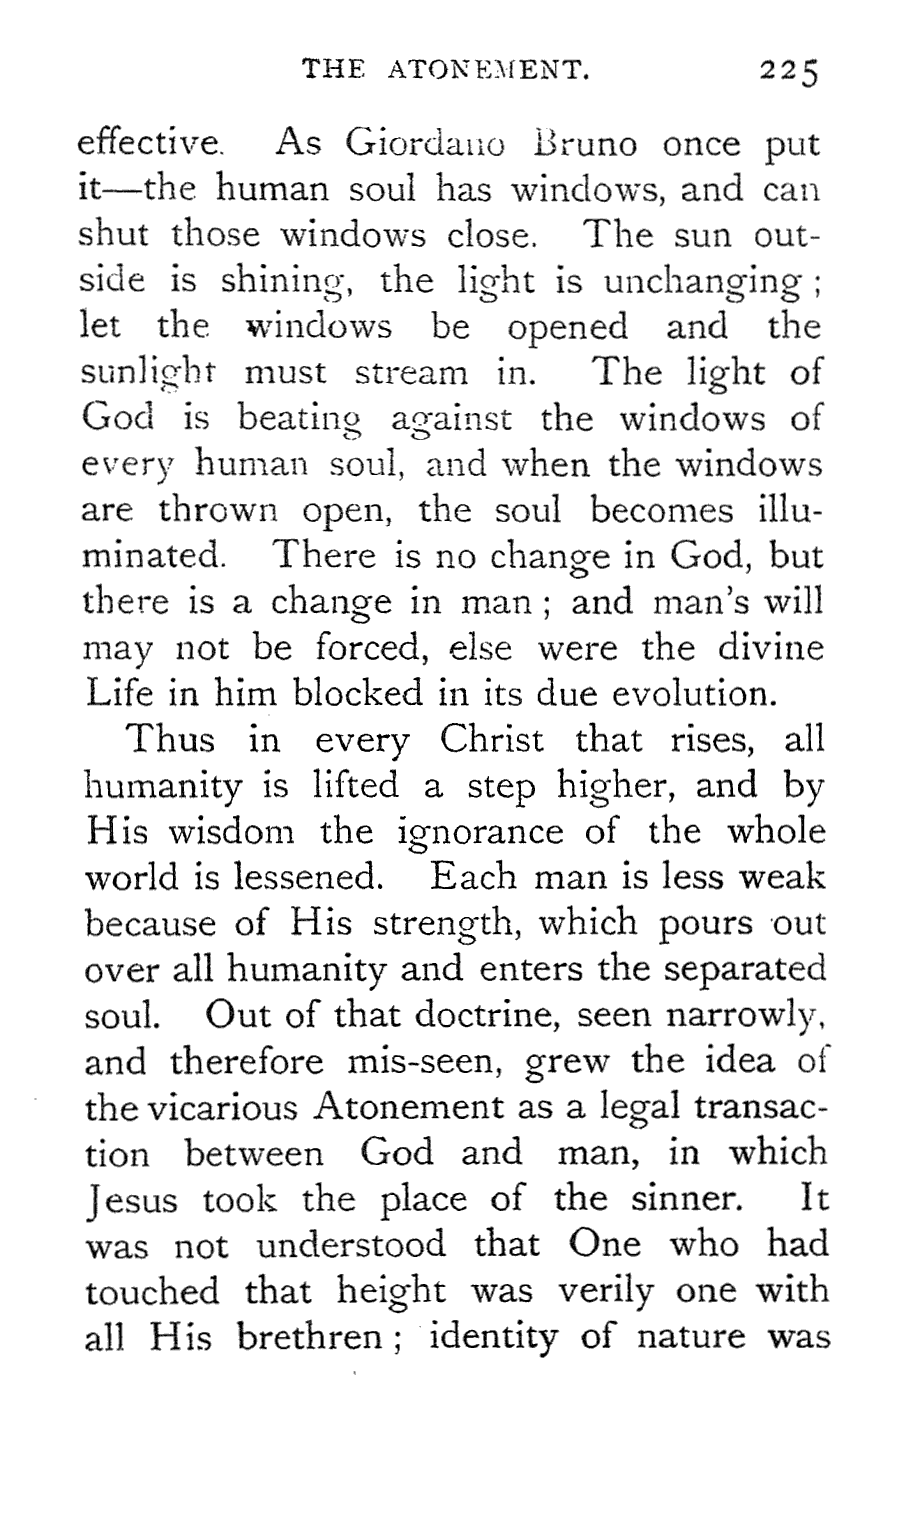 THE ATONEMENT. 225
effective. As Giordano Bruno once put
it—the human soul has windows, and can
shut those windows close. The sun out-
side is shining, the light is unchanging ;
let the windows be opened and the
sunlight must stream in. The light of
God is beating against the windows of
every human soul, and when the windows
are thrown open, the soul becomes illu-
minated. There is no change in God, but
there is a change in man ; and man's will
may not be forced, else were the divine
Life in him blocked in its due evolution.
Thus in every Christ that rises, all
humanity is lifted a step higher, and by
His wisdom the ignorance of the whole
world is lessened. Each man is less weak
because of His strength, which pours out
over all humanity and enters the separated
soul. Out of that doctrine, seen narrowly,
and therefore mis-seen, grew the idea of
the vicarious Atonement as a legal transac-
tion between God and man, in which
Jesus took the place of the sinner. It
was not understood that One who had
touched that height was verily one with
all His brethren ; identity of nature was